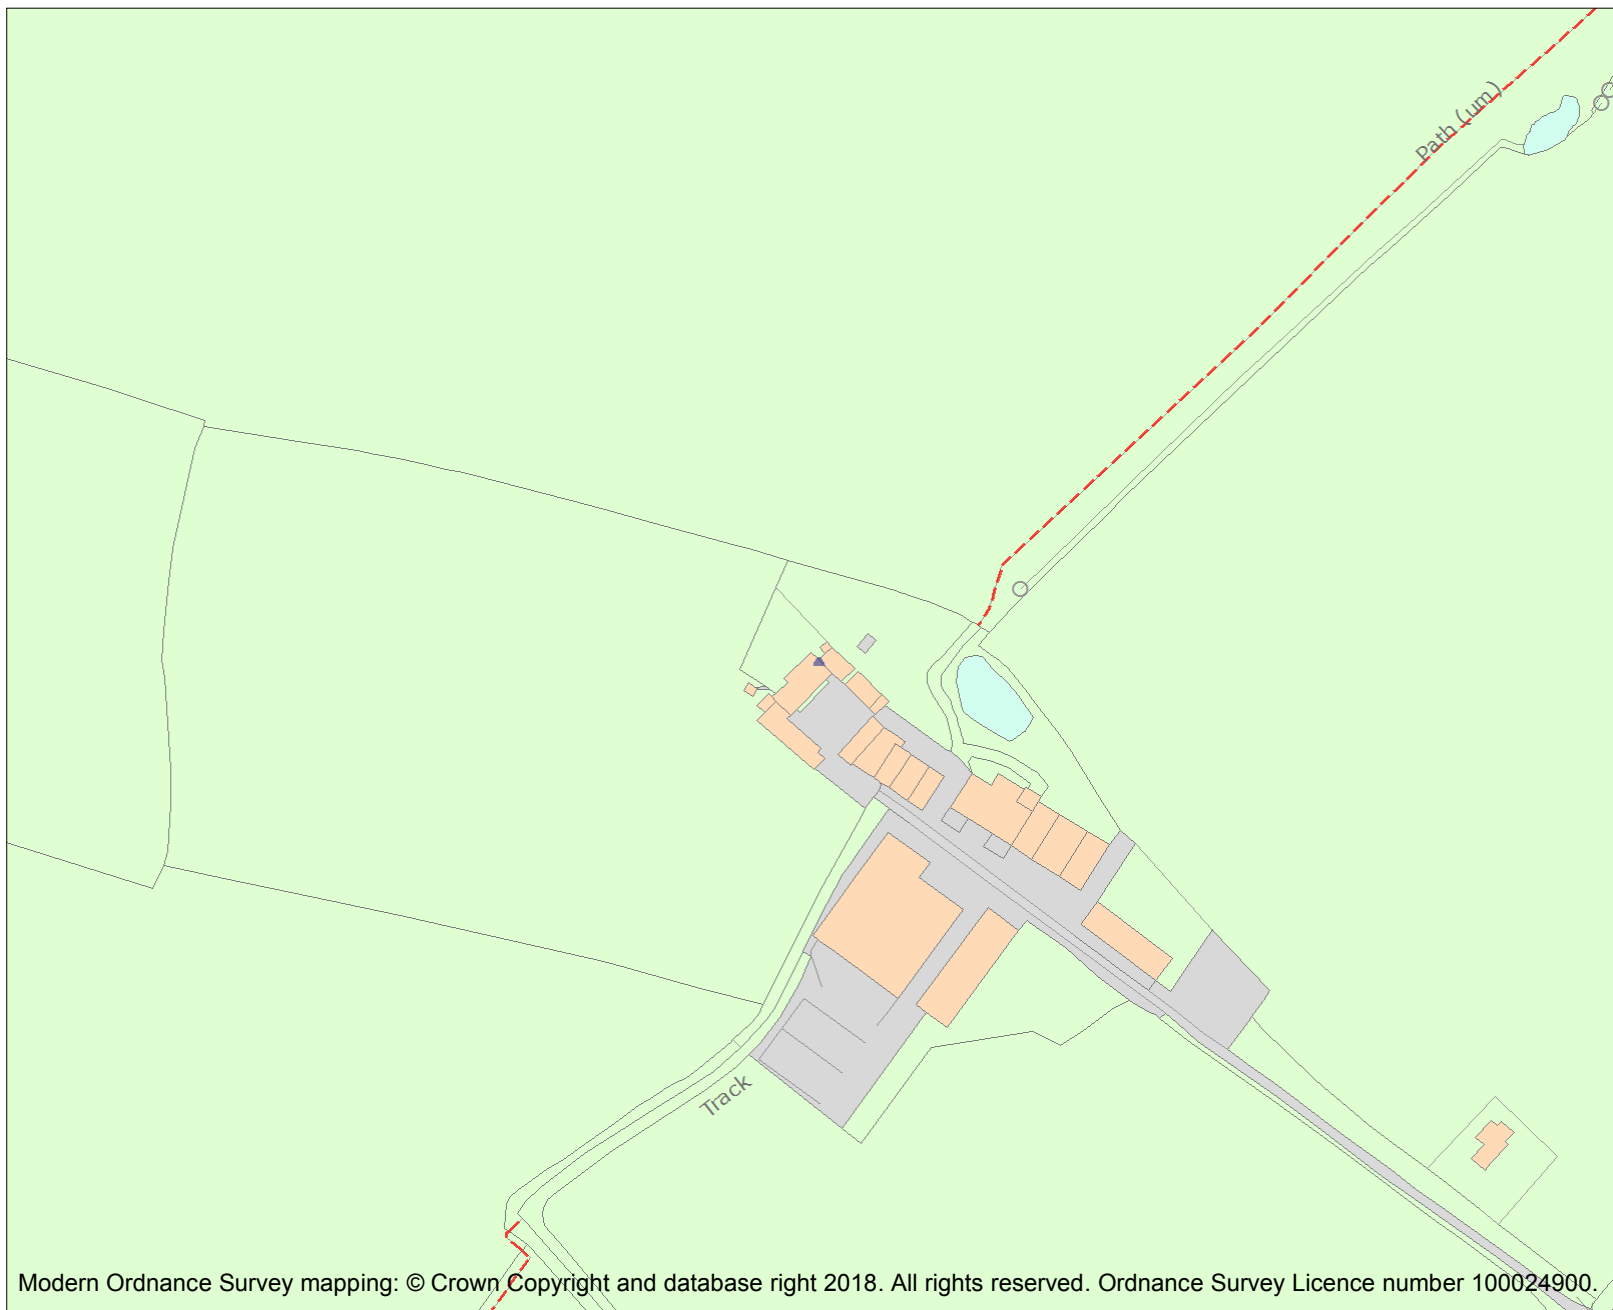 Path (um)
Track
Modern Ordnance Survey mapping: © Crown Copyright and database right 2018. All rights reserved. Ordnance Survey Licence number 100024900.